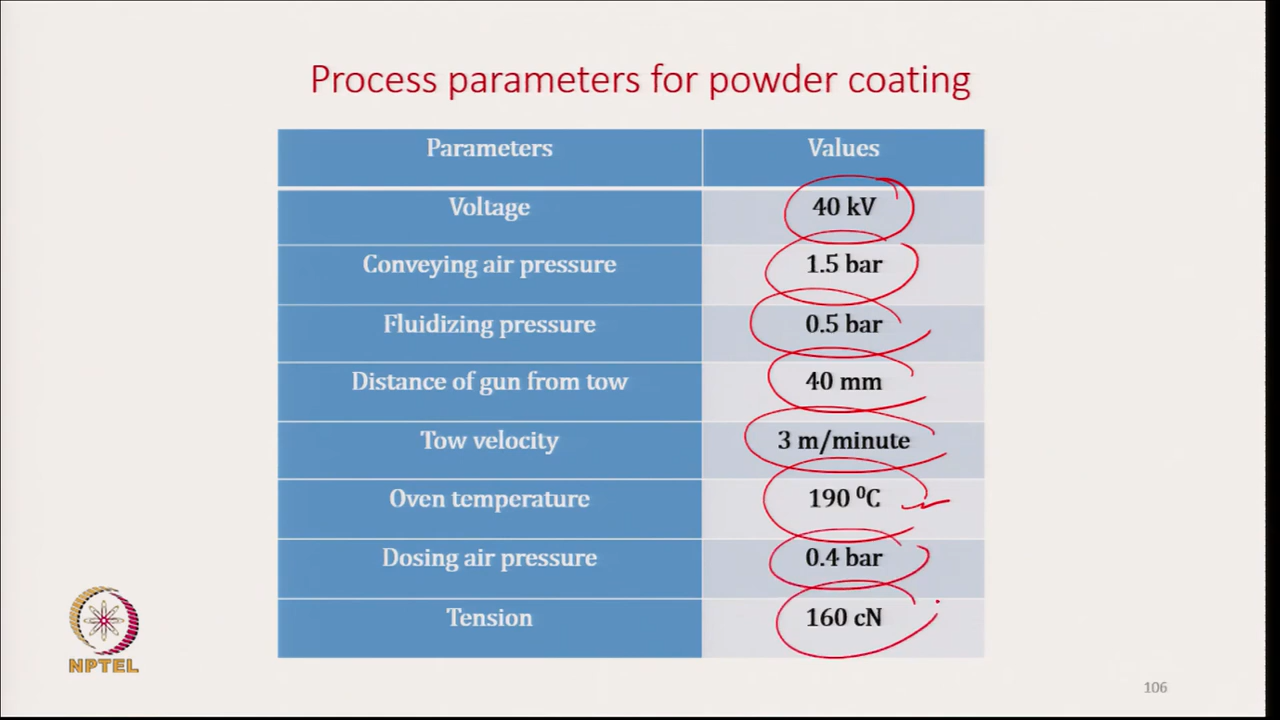 Process parameters for powder coating
Parameters Values
Voltage 40 kV
Conveying air pressure 1.5 bar
Fluidizing pressure 0.5 bar
Distance of gun from tow 40 mm
Tow velocity 3 m/minute
Oven temperature 190 ⁰C
Dosing air pressure 0.4 bar
Tension 160 cN
NPTEL
106